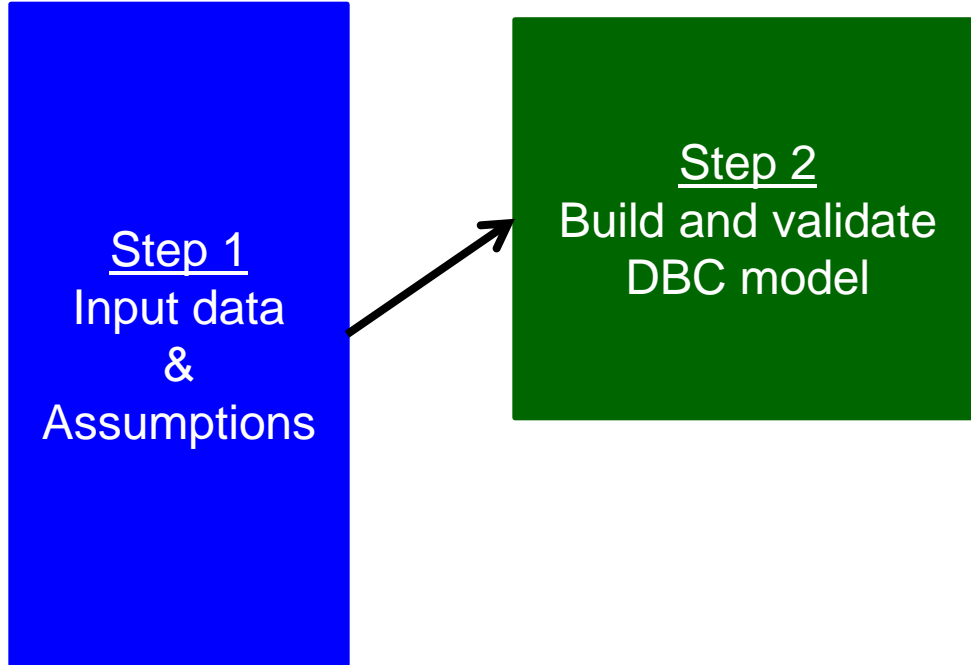 Step 1
Input data
&
Assumptions
Step 2
Build and validate
DBC model